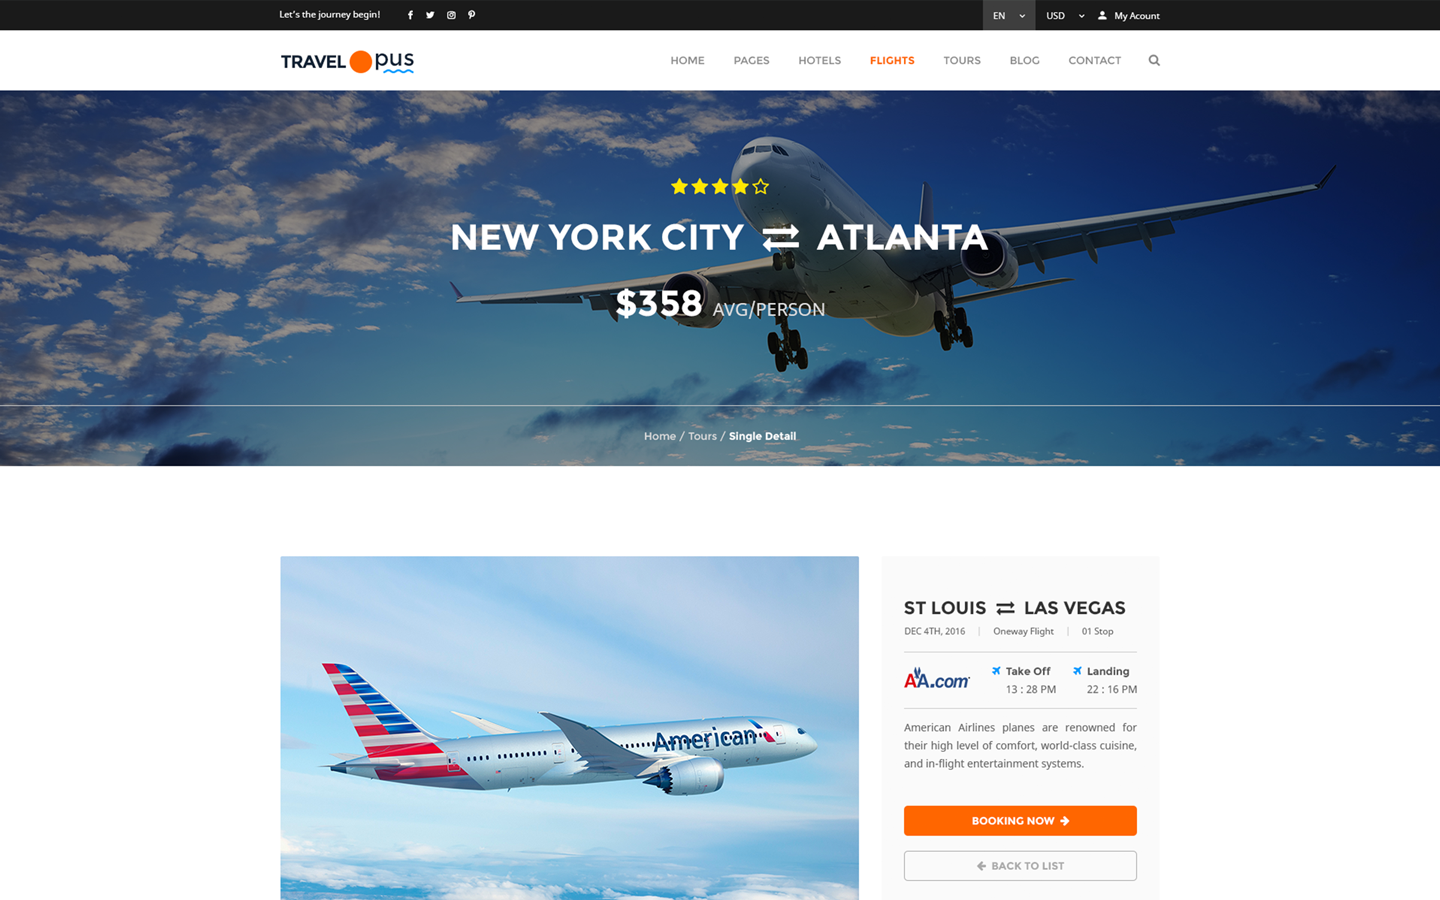 Let's the journey begin!
EN
USD
My Acount
TRAVEL pus
HOME
PAGES
HOTELS
FLIGHTS
TOURS
BLOG
CONTACT
NEW YORK CITY ATLANTA
$358 AVG/PERSON
Home / Tours / Single Detail
American
ST LOUIS LAS VEGAS
DEC 4TH, 2016 | Oneway Flight | 01 Stop
AA.com
Take Off
13 : 28 PM
Landing
22 : 16 PM
American Airlines planes are renowned for
their high level of comfort, world-class cuisine,
and in-flight entertainment systems.
BOOKING NOW
BACK TO LIST